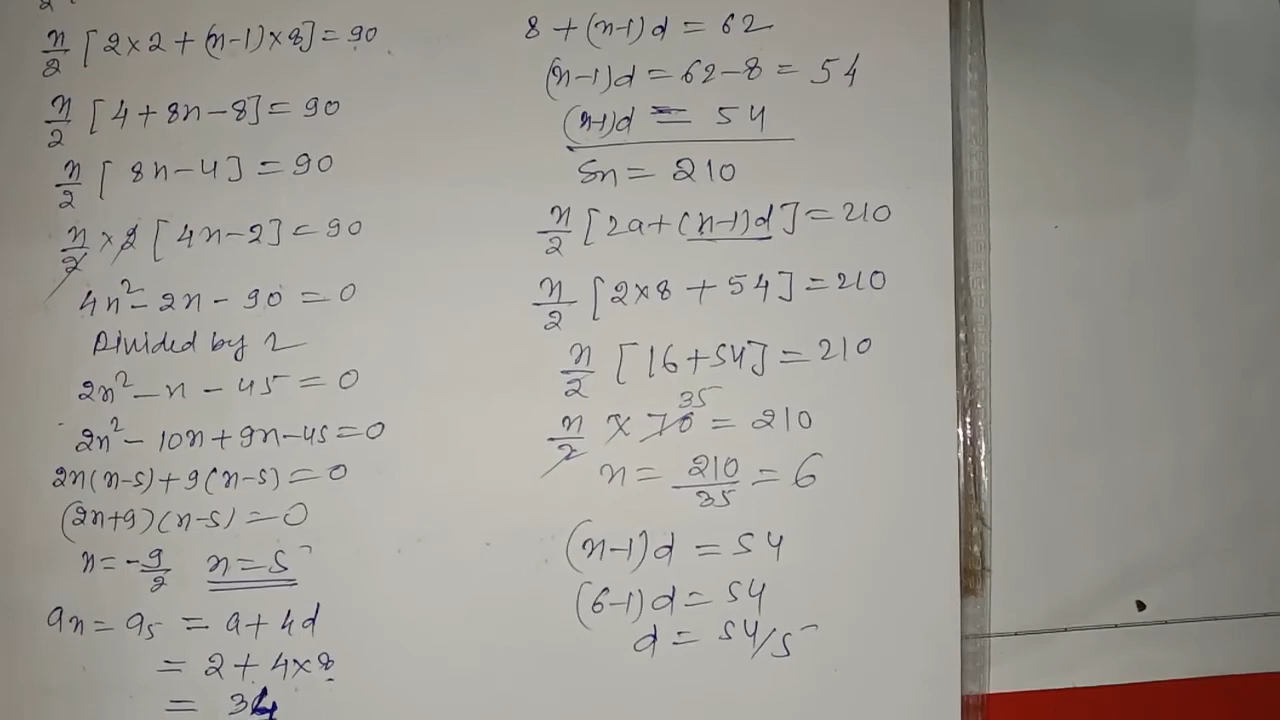 n/2 [2×2+(n-1)×8]=90
n/2 [4+8n-8]=90
n/2 [8n-4]=90
n/2 ×2 [4n-2]=90
4n²-2n-90=0
Divided by 2
2n²-n-45=0
2n²-10n+9n-45=0
2n(n-5)+9(n-5)=0
(2n+9)(n-5)=0
n=-9/2 n=5
an=a5=a+4d
=2+4×8
=34
8+(n-1)d=62
(n-1)d=62-8=54
(n-1)d=54
Sn=210
n/2 [2a+(n-1)d]=210
n/2 [2×8+54]=210
n/2 [16+54]=210
35
n/2 ×70=210
n=210/35=6
(n-1)d=54
(6-1)d=54
d=54/5